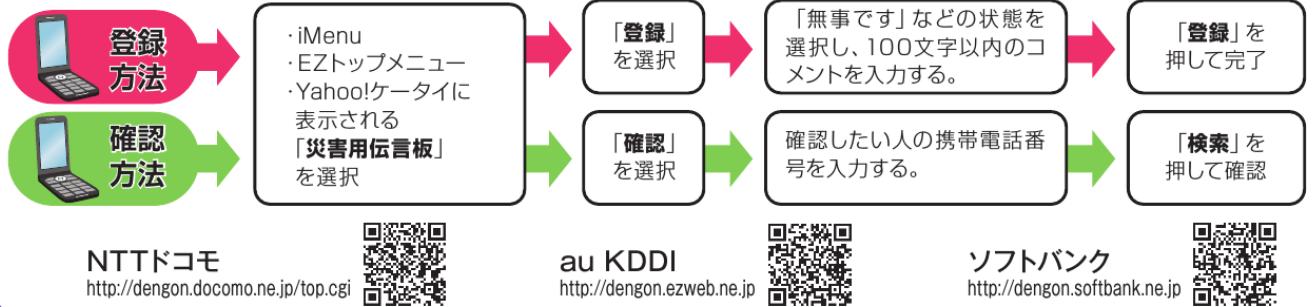 登録
方法
・iMenu
・EZトップメニュー
・Yahoo!ケータイに
表示される
「災害用伝言板」
を選択
「登録」
を選択
「無事です」などの状態を
選択し、100文字以内のコ
メントを入力する。
「登録」を
押して完了
確認
方法
「確認」
を選択
確認したい人の携帯電話番
号を入力する。
「検索」を
押して確認
NTTドコモ
http://dengon.docomo.ne.jp/top.cgi
au KDDI
http://dengon.ezweb.ne.jp
ソフトバンク
http://dengon.softbank.ne.jp